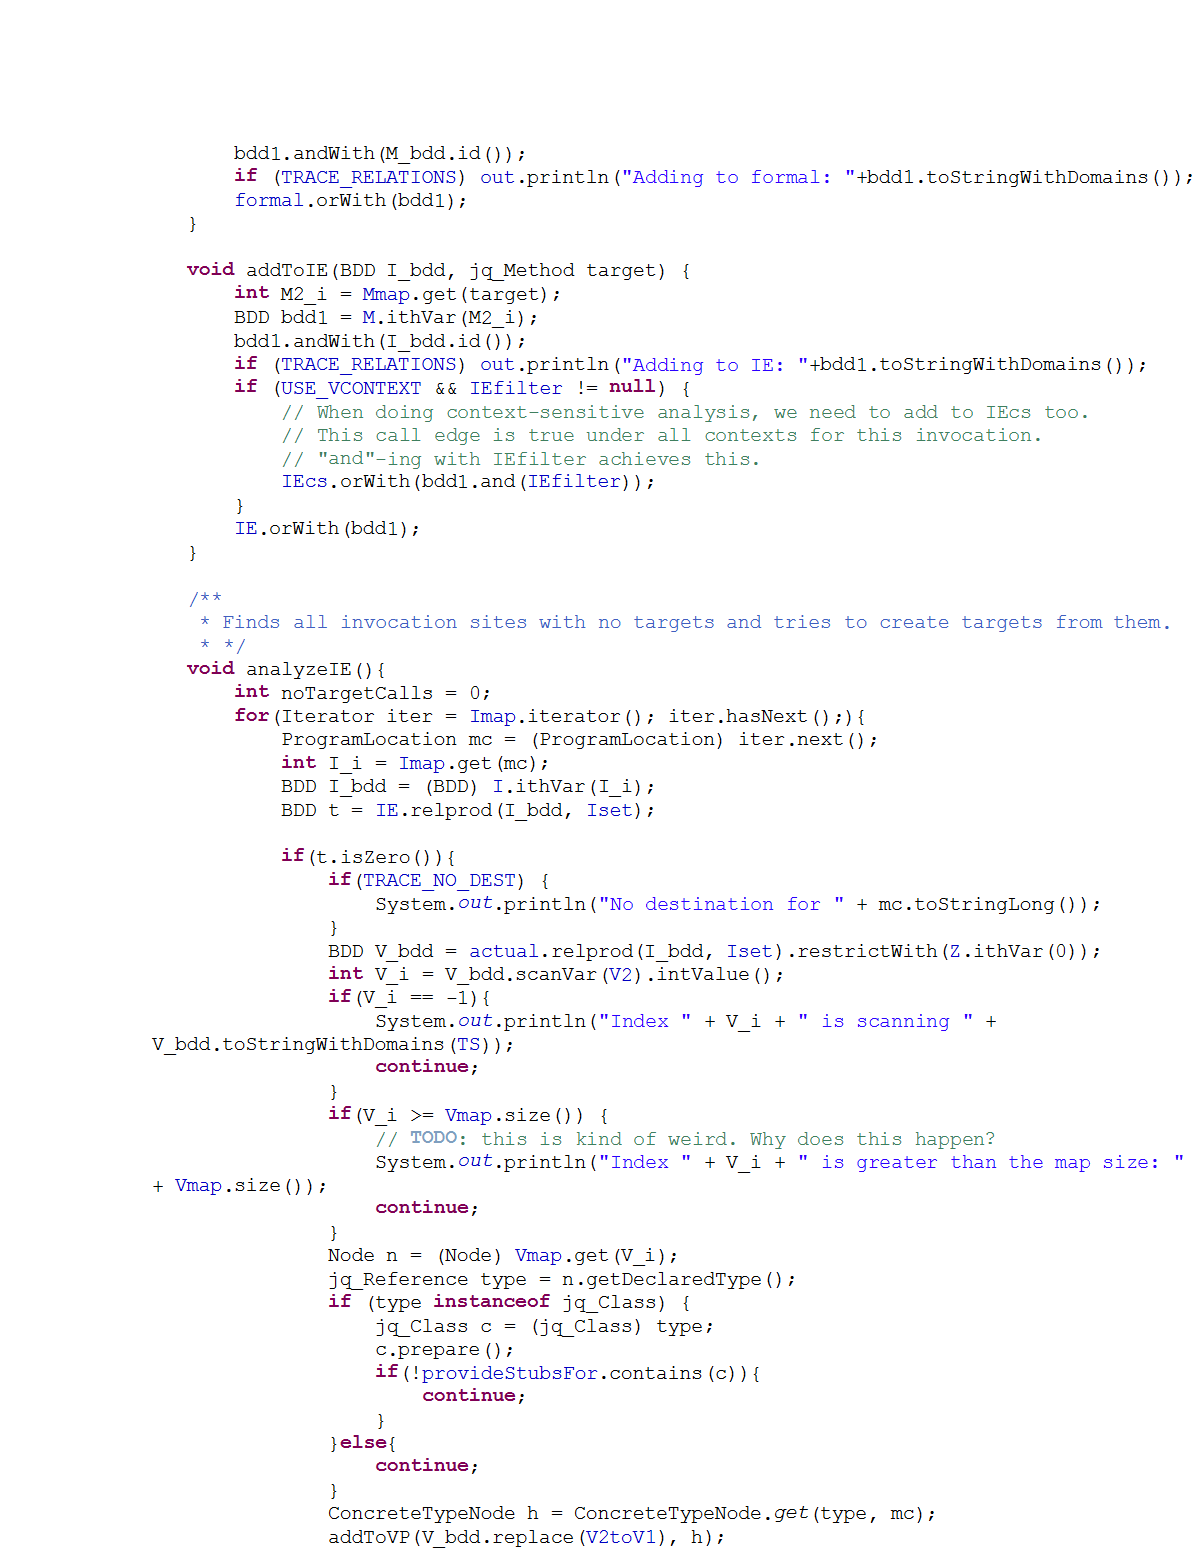 bdd1.andWith(M_bdd.id());
        if (TRACE_RELATIONS) out.println("Adding to formal: "+bdd1.toStringWithDomains());
        formal.orWith(bdd1);
    }

    void addToIE(BDD I_bdd, jq_Method target) {
        int M2_i = Mmap.get(target);
        BDD bdd1 = M.ithVar(M2_i);
        bdd1.andWith(I_bdd.id());
        if (TRACE_RELATIONS) out.println("Adding to IE: "+bdd1.toStringWithDomains());
        if (USE_VCONTEXT && IEfilter != null) {
            // When doing context-sensitive analysis, we need to add to IEcs too.
            // This call edge is true under all contexts for this invocation.
            // "and"-ing with IEfilter achieves this.
            IEcs.orWith(bdd1.and(IEfilter));
        }
        IE.orWith(bdd1);
    }

    /**
     * Finds all invocation sites with no targets and tries to create targets from them.
     * */
    void analyzeIE(){
        int noTargetCalls = 0;
        for(Iterator iter = Imap.iterator(); iter.hasNext();){
            ProgramLocation mc = (ProgramLocation) iter.next();
            int I_i = Imap.get(mc);
            BDD I_bdd = (BDD) I.ithVar(I_i);
            BDD t = IE.relprod(I_bdd, Iset);

            if(t.isZero()){
                if(TRACE_NO_DEST) {
                    System.out.println("No destination for " + mc.toStringLong());
                }
                BDD V_bdd = actual.relprod(I_bdd, Iset).restrictWith(Z.ithVar(0));
                int V_i = V_bdd.scanVar(V2).intValue();
                if(V_i == -1){
                    System.out.println("Index " + V_i + " is scanning " +
V_bdd.toStringWithDomains(TS));
                    continue;
                }
                if(V_i >= Vmap.size()) {
                    // TODO: this is kind of weird. Why does this happen?
                    System.out.println("Index " + V_i + " is greater than the map size: "
+ Vmap.size());
                    continue;
                }
                Node n = (Node) Vmap.get(V_i);
                jq_Reference type = n.getDeclaredType();
                if (type instanceof jq_Class) {
                    jq_Class c = (jq_Class) type;
                    c.prepare();
                    if(!provideStubsFor.contains(c)){
                        continue;
                    }
                }else{
                    continue;
                }
                ConcreteTypeNode h = ConcreteTypeNode.get(type, mc);
                addToVP(V_bdd.replace(V2toV1), h);